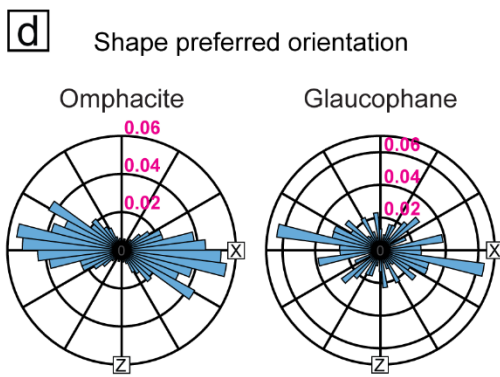 d
Shape preferred orientation
Omphacite
Glaucophane
0.06
0.04
0.02
0
X
Z
0.06
0.04
0.02
0
X
Z